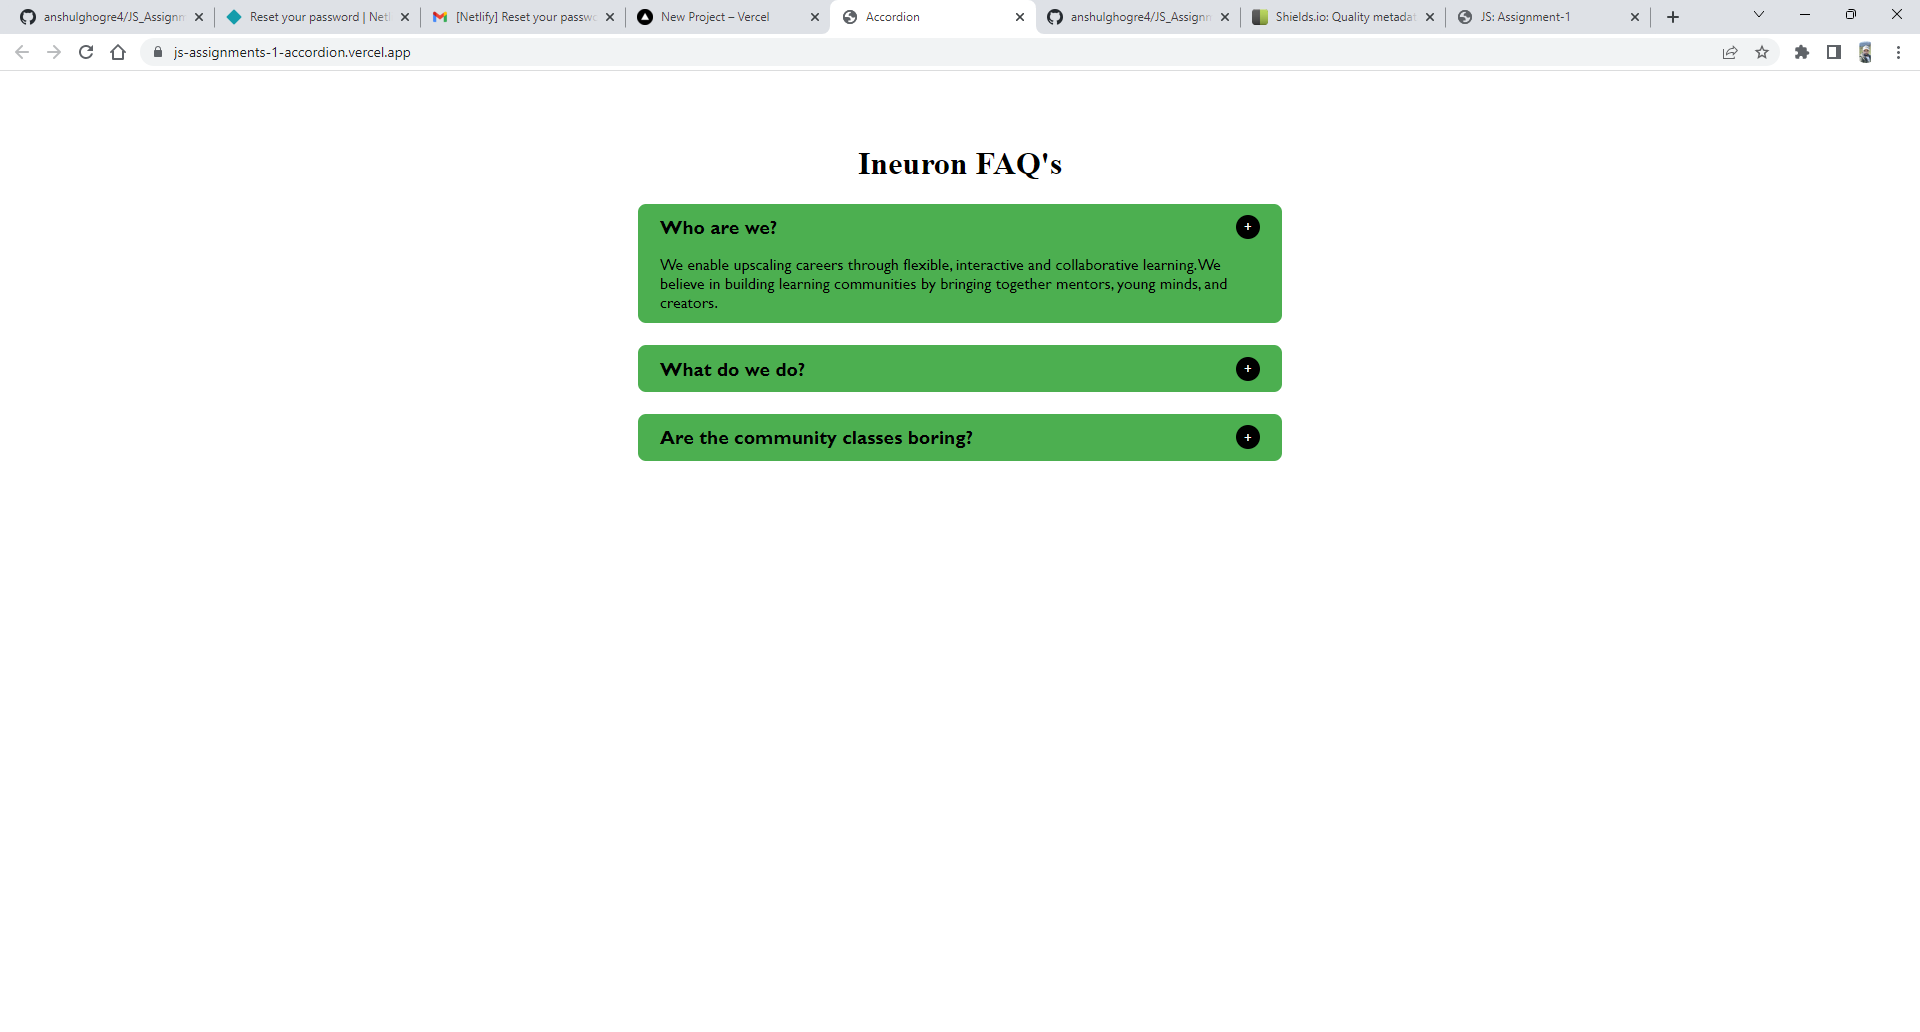 anshulghogre4/JS_Assignm
Reset your password | Netl
[Netlify] Reset your passwo
New Project – Vercel
Accordion
anshulghogre4/JS_Assignm
Shields.io: Quality metadat
JS: Assignment-1
js-assignments-1-accordion.vercel.app
Ineuron FAQ's
Who are we?
+
We enable upscaling careers through flexible, interactive and collaborative learning.We
believe in building learning communities by bringing together mentors, young minds, and
creators.
What do we do?
+
Are the community classes boring?
+